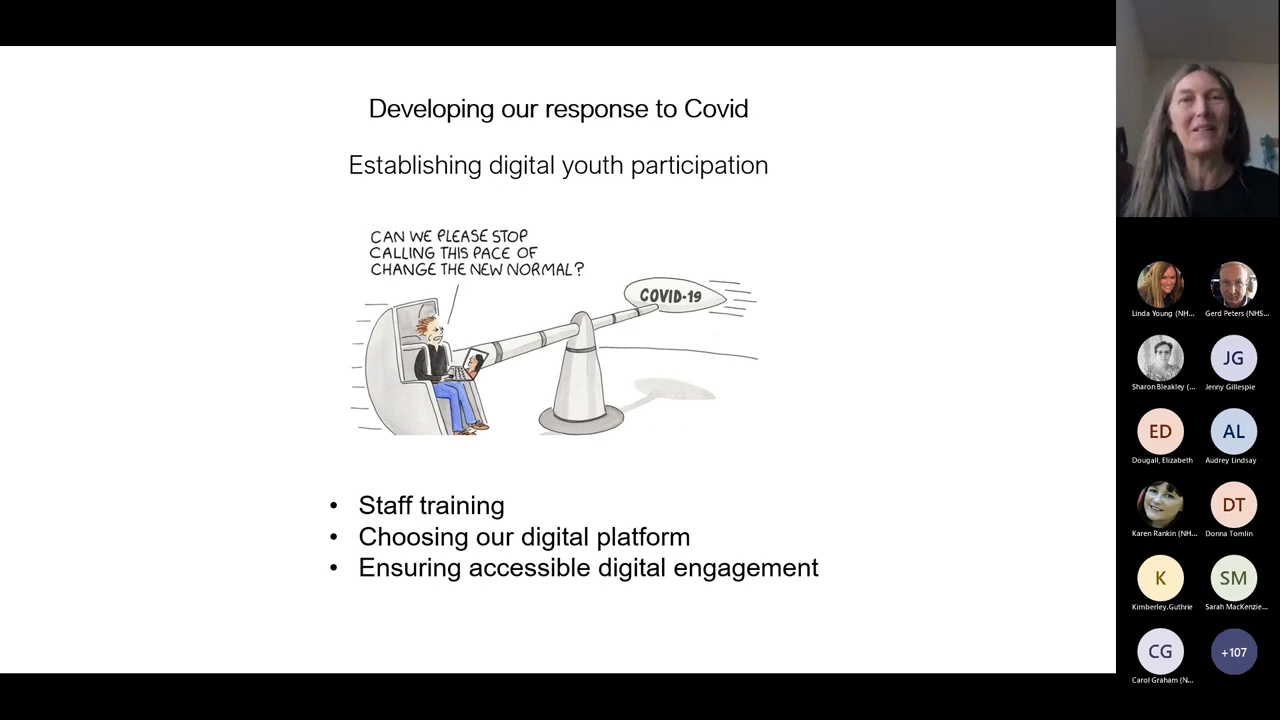 Developing our response to Covid
Establishing digital youth participation
CAN WE PLEASE STOP
CALLING THIS PACE OF
CHANGE THE NEW NORMAL?
COVID-19
• Staff training
• Choosing our digital platform
• Ensuring accessible digital engagement
Linda Young (NH...
Gerd Peters (NHS...
Sharon Bleakley (...
JG
Jenny Gillespie
ED
Dougall, Elizabeth
AL
Audrey Lindsay
Karen Rankin (NH...
DT
Donna Tomlin
K
Kimberley.Guthrie
SM
Sarah MacKenzie...
CG
Carol Graham (N...
+107